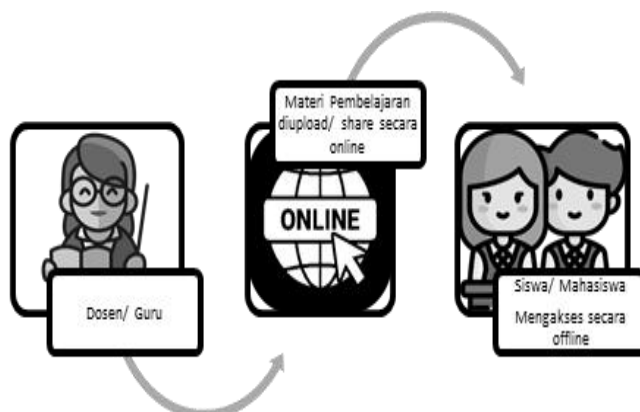 Materi Pembelajaran
diupload/ share secara
online
ONLINE
Dosen/ Guru
Siswa/ Mahasiswa
Mengakses secara
offline